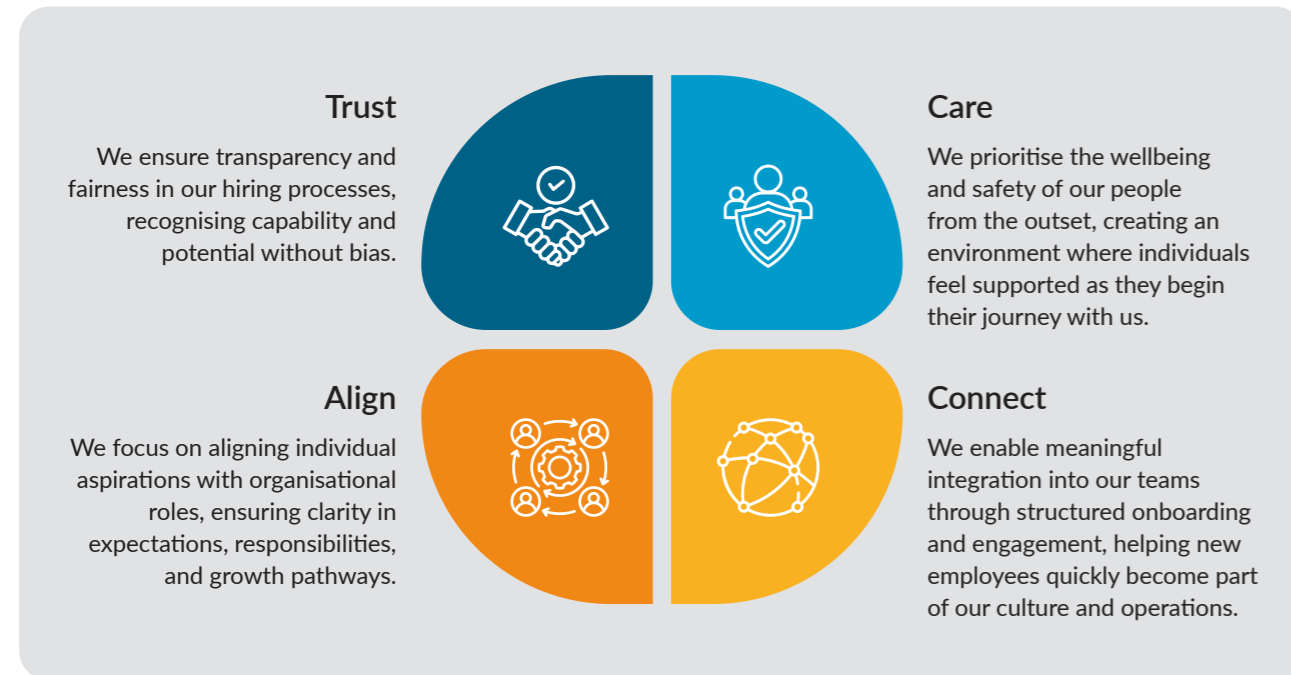 Trust
We ensure transparency and
fairness in our hiring processes,
recognising capability and
potential without bias.
Care
We prioritise the wellbeing
and safety of our people
from the outset, creating an
environment where individuals
feel supported as they begin
their journey with us.
Align
We focus on aligning individual
aspirations with organisational
roles, ensuring clarity in
expectations, responsibilities,
and growth pathways.
Connect
We enable meaningful
integration into our teams
through structured onboarding
and engagement, helping new
employees quickly become part
of our culture and operations.